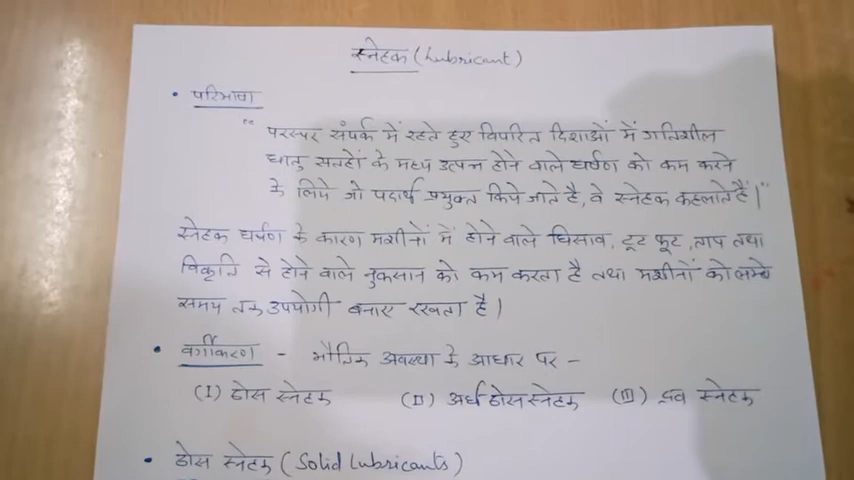 स्नेहक (Lubricant)
• परिभाषा
"परस्पर संपर्क में रहते हुए विपरित दिशाओं में गतिशील
धातु सतहों के मध्य उत्पन्न होने वाले घर्षण को कम करने
के लिये जो पदार्थ प्रयुक्त किये जाते है, वे स्नेहक कहलाते हैं।"
स्नेहक घर्षण के कारण मशीनों में होने वाले घिसाव, टूट फूट, ताप तथा
विकृति से होने वाले नुकसान को कम करता है तथा मशीनों को लम्बे
समय तक उपयोगी बनाए रखता है।
• वर्गीकरण - भौतिक अवस्था के आधार पर -
(I) ठोस स्नेहक (II) अर्ध ठोस स्नेहक (III) द्रव स्नेहक
• ठोस स्नेहक (Solid Lubricants)